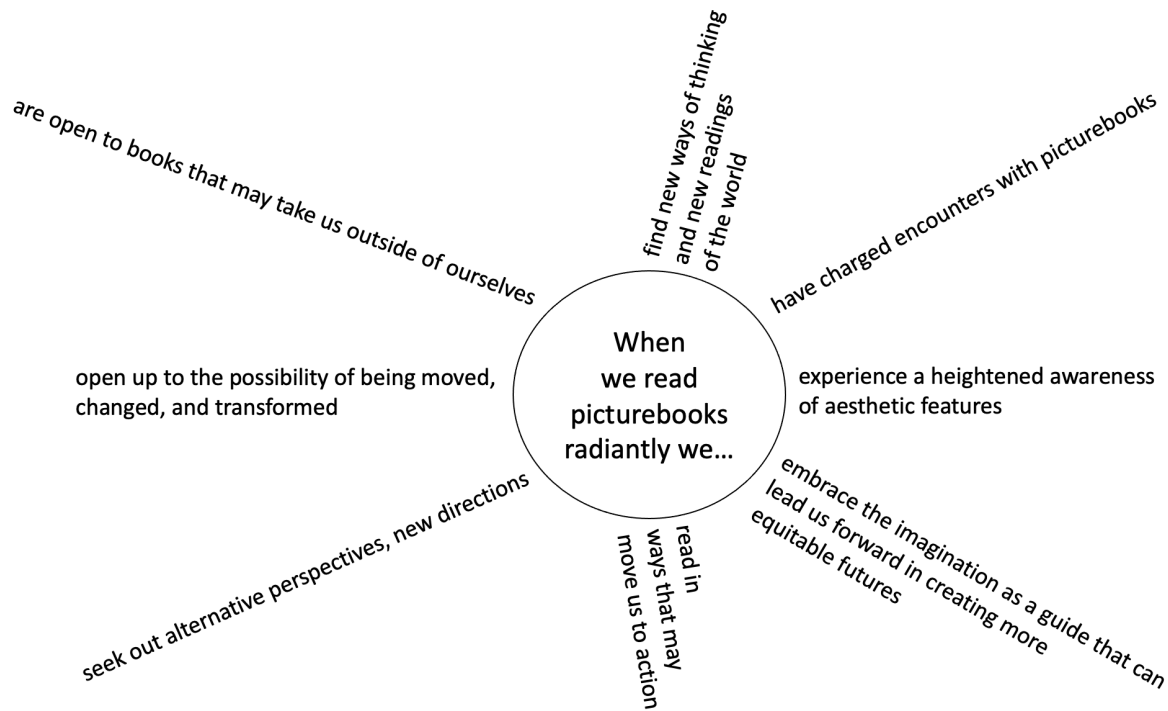 When
we read
picturebooks
radiantly we…
find new ways of thinking
and new readings
of the world
have charged encounters with picturebooks
experience a heightened awareness
of aesthetic features
embrace the imagination as a guide that can
lead us forward in creating more
equitable futures
read in
ways that may
move us to action
seek out alternative perspectives, new directions
open up to the possibility of being moved,
changed, and transformed
are open to books that may take us outside of ourselves